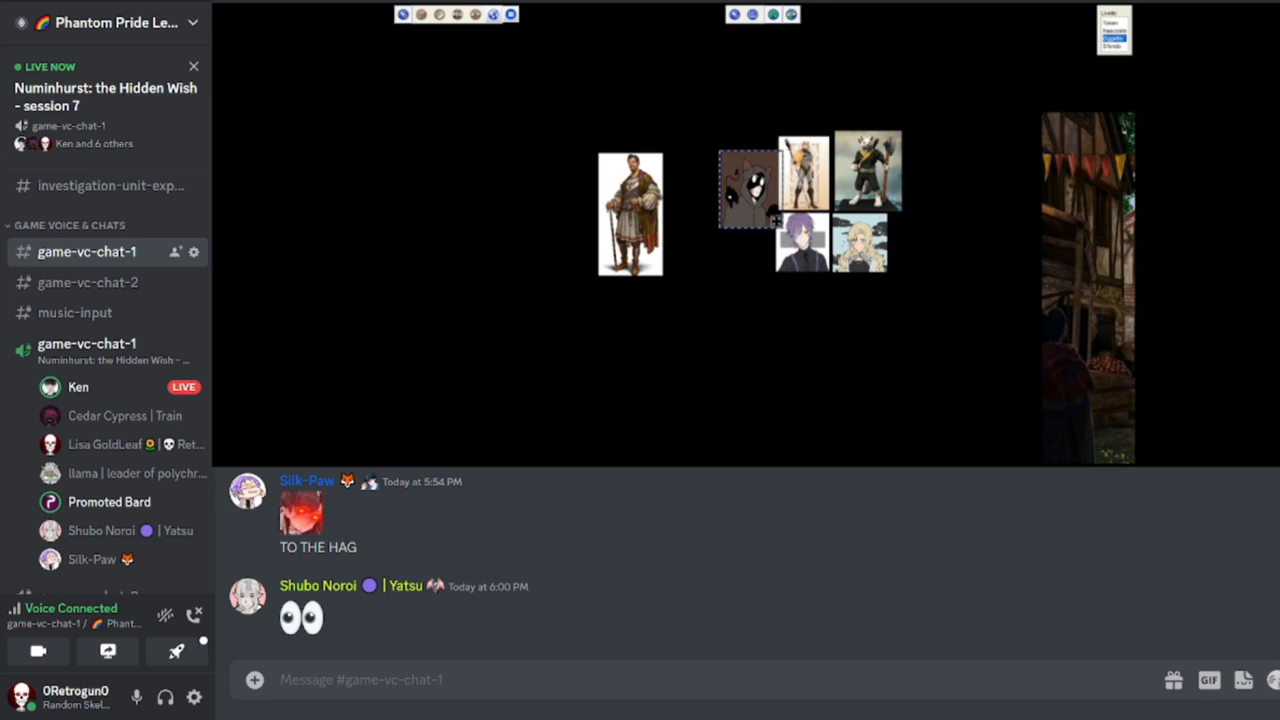 Phantom Pride Le...
LIVE NOW
Numinhurst: the Hidden Wish
- session 7
game-vc-chat-1
Ken and 6 others
investigation-unit-exp...
GAME VOICE & CHATS
game-vc-chat-1
game-vc-chat-2
music-input
game-vc-chat-1
Numinhurst: the Hidden Wish - ...
Ken
LIVE
Cedar Cypress | Train
Lisa GoldLeaf | Ret...
llama | leader of polychr...
Promoted Bard
Shubo Noroi | Yatsu
Silk-Paw
Voice Connected
game-vc-chat-1 / Phant...
0Retrogun0
Random Skel...
Token
Silk-Paw Today at 5:54 PM
TO THE HAG
Shubo Noroi | Yatsu Today at 6:00 PM
Message #game-vc-chat-1
GIF